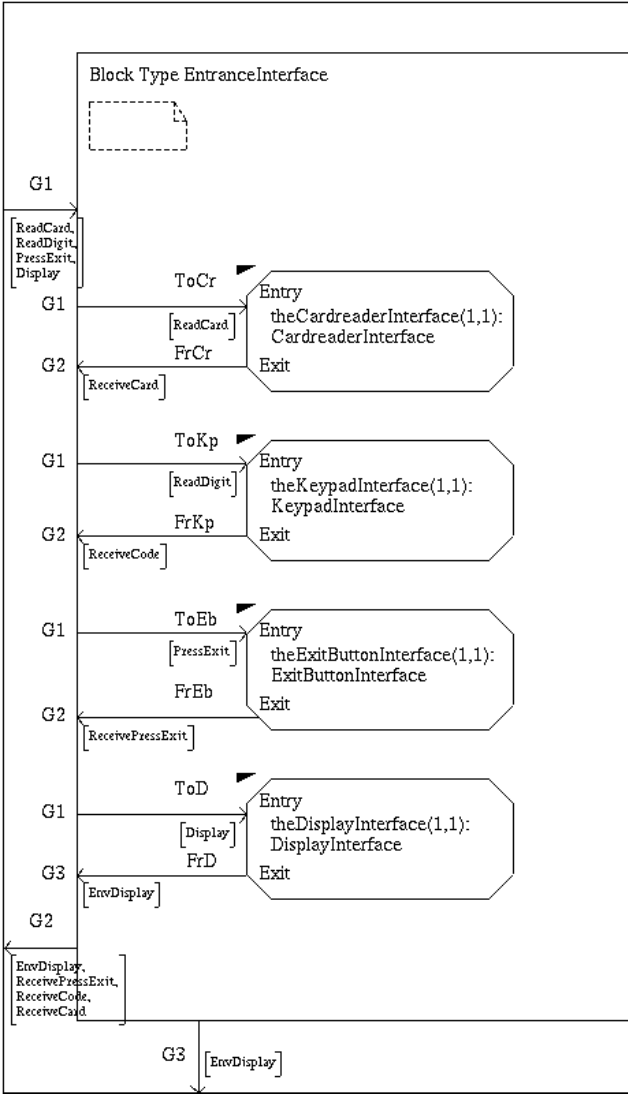 Block Type EntranceInterface
G1
[ReadCard,
ReadDigit,
PressExit,
Display]
ToCr
G1
Entry
theCardreaderInterface(1,1):
CardreaderInterface
[ReadCard]
FrCr
G2
Exit
[ReceiveCard]
ToKp
G1
Entry
[ReadDigit]
theKeypadInterface(1,1):
KeypadInterface
FrKp
G2
Exit
[ReceiveCode]
ToEb
G1
Entry
[PressExit]
theExitButtonInterface(1,1):
ExitButtonInterface
FrEb
G2
Exit
[ReceivePressExit]
ToD
G1
Entry
[Display]
theDisplayInterface(1,1):
DisplayInterface
FrD
G3
Exit
[EnvDisplay]
G2
[EnvDisplay,
ReceivePressExit,
ReceiveCode,
ReceiveCard]
G3
[EnvDisplay]